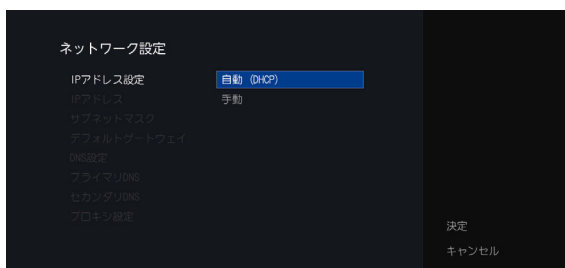 ネットワーク設定
IPアドレス設定
自動 (DHCP)
手動
IPアドレス
サブネットマスク
デフォルトゲートウェイ
DNS設定
プライマリDNS
セカンダリDNS
プロキシ設定
決定
キャンセル